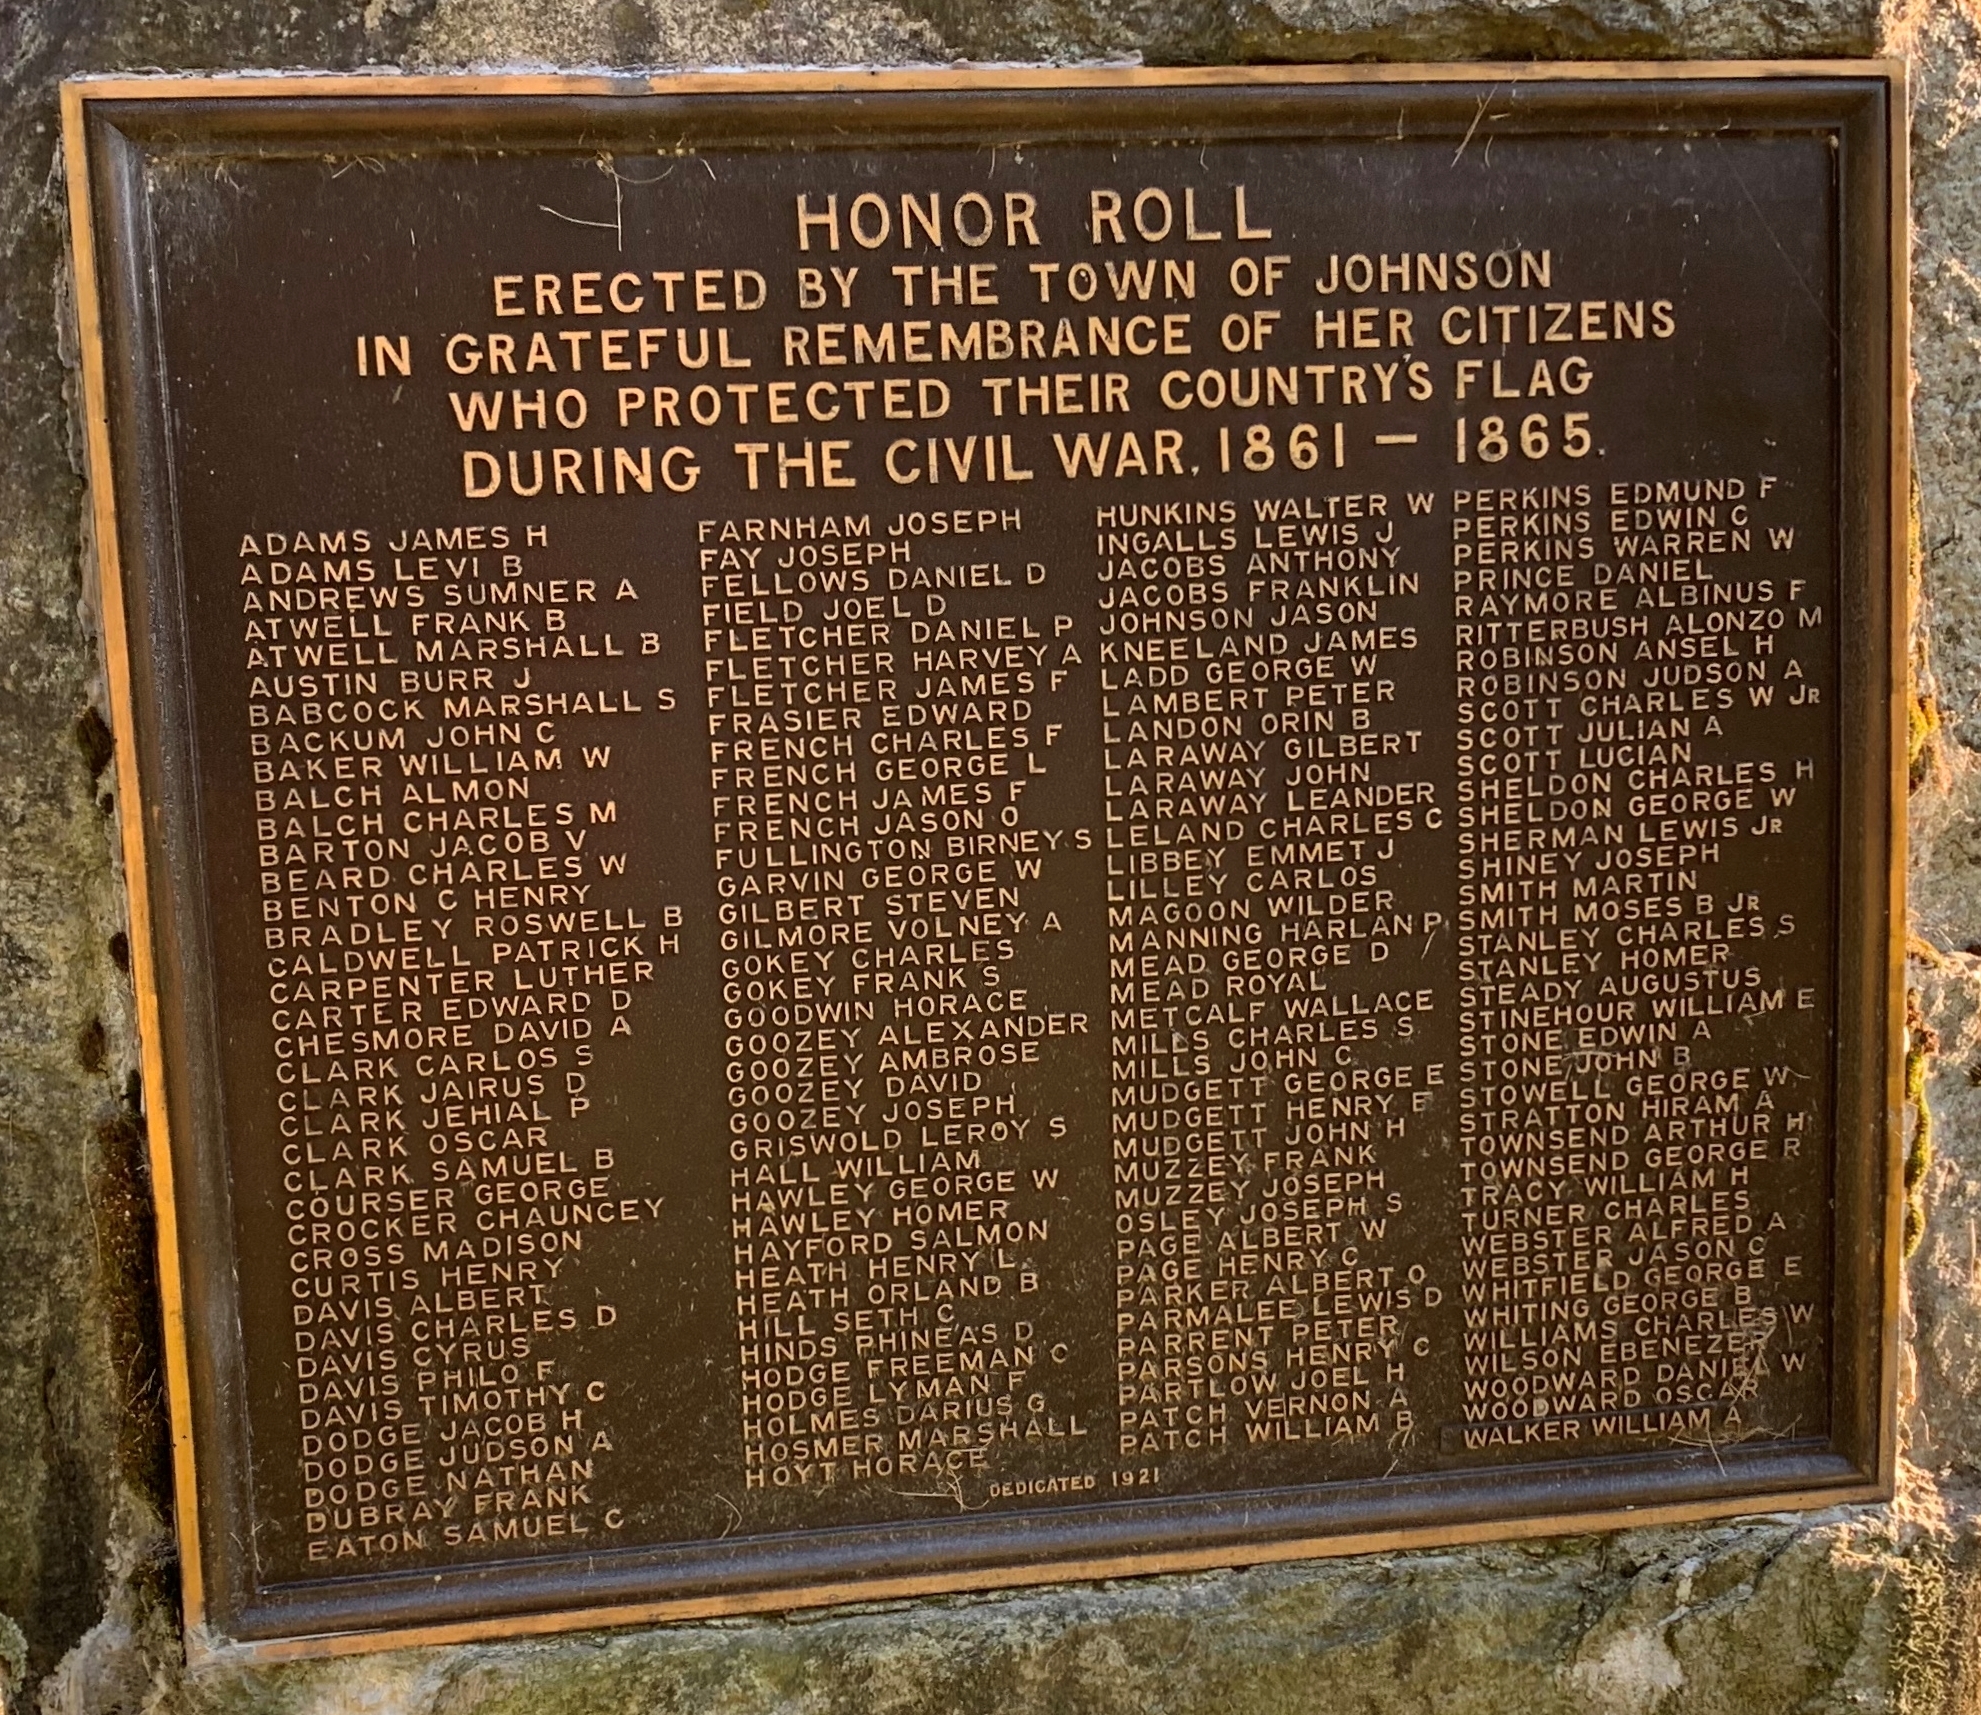 HONOR ROLL
ERECTED BY THE TOWN OF JOHNSON
IN GRATEFUL REMEMBRANCE OF HER CITIZENS
WHO PROTECTED THEIR COUNTRY'S FLAG
DURING THE CIVIL WAR, 1861 — 1865.
ADAMS JAMES H
ADAMS LEVI B
ANDREWS SUMNER A
ATWELL FRANK B
ATWELL MARSHALL B
AUSTIN BURR J
BABCOCK MARSHALL S
BACKUM JOHN C
BAKER WILLIAM W
BALCH ALMON
BALCH CHARLES M
BARTON JACOB V
BEARD CHARLES W
BENTON C HENRY
BRADLEY ROSWELL B
CALDWELL PATRICK H
CARPENTER LUTHER
CARTER EDWARD D
CHESMORE DAVID A
CLARK CARLOS S
CLARK JAIRUS D
CLARK JEHIAL P
CLARK OSCAR
CLARK SAMUEL B
COURSER GEORGE
CROCKER CHAUNCEY
CROSS MADISON
CURTIS HENRY
DAVIS ALBERT
DAVIS CHARLES D
DAVIS CYRUS
DAVIS PHILO F
DAVIS TIMOTHY C
DODGE JACOB H
DODGE JUDSON A
DODGE NATHAN
DUBRAY FRANK
EATON SAMUEL C
FARNHAM JOSEPH
FAY JOSEPH
FELLOWS DANIEL D
FIELD JOEL D
FLETCHER DANIEL P
FLETCHER HARVEY A
FLETCHER JAMES F
FRASIER EDWARD
FRENCH CHARLES F
FRENCH GEORGE L
FRENCH JAMES F
FRENCH JASON O
FULLINGTON BIRNEY S
GARVIN GEORGE W
GILBERT STEVEN
GILMORE VOLNEY A
GOKEY CHARLES
GOKEY FRANK S
GOODWIN HORACE
GOOZEY ALEXANDER
GOOZEY AMBROSE
GOOZEY DAVID
GOOZEY JOSEPH
GRISWOLD LEROY S
HALL WILLIAM
HAWLEY GEORGE W
HAWLEY HOMER
HAYFORD SALMON
HEATH HENRY L
HEATH ORLAND B
HILL SETH C
HINDS PHINEAS D
HODGE FREEMAN C
HODGE LYMAN F
HOLMES DARIUS G
HOSMER MARSHALL
HOYT HORACE
HUNKINS WALTER W
INGALLS LEWIS J
JACOBS ANTHONY
JACOBS FRANKLIN
JOHNSON JASON
KNEELAND JAMES
LADD GEORGE W
LAMBERT PETER
LANDON ORIN B
LARAWAY GILBERT
LARAWAY JOHN
LARAWAY LEANDER
LELAND CHARLES C
LIBBEY EMMET J
LILLEY CARLOS
MAGOON WILDER
MANNING HARLAN P
MEAD GEORGE D
MEAD ROYAL
METCALF WALLACE
MILLS CHARLES S
MILLS JOHN C
MUDGETT GEORGE E
MUDGETT HENRY E
MUDGETT JOHN H
MUZZEY FRANK
MUZZEY JOSEPH
OSLEY JOSEPH S
PAGE ALBERT W
PAGE HENRY C
PARKER ALBERT O
PARMALEE LEWIS D
PARRENT PETER
PARSONS HENRY C
PARTLOW JOEL H
PATCH VERNON A
PATCH WILLIAM B
PERKINS EDMUND F
PERKINS EDWIN C
PERKINS WARREN W
PRINCE DANIEL
RAYMORE ALBINUS F
RITTERBUSH ALONZO M
ROBINSON ANSEL H
ROBINSON JUDSON A
SCOTT CHARLES W JR
SCOTT JULIAN A
SCOTT LUCIAN
SHELDON CHARLES H
SHELDON GEORGE W
SHERMAN LEWIS JR
SHINEY JOSEPH
SMITH MARTIN
SMITH MOSES B JR
STANLEY CHARLES S
STANLEY HOMER
STEADY AUGUSTUS
STINEHOUR WILLIAM E
STONE EDWIN A
STONE JOHN B
STOWELL GEORGE W
STRATTON HIRAM A
TOWNSEND ARTHUR H
TOWNSEND GEORGE R
TRACY WILLIAM H
TURNER CHARLES
WEBSTER ALFRED A
WEBSTER JASON C
WHITFIELD GEORGE E
WHITING GEORGE B
WILLIAMS CHARLES W
WILSON EBENEZER
WOODWARD DANIEL W
WOODWARD OSCAR
WALKER WILLIAM A
DEDICATED 1921